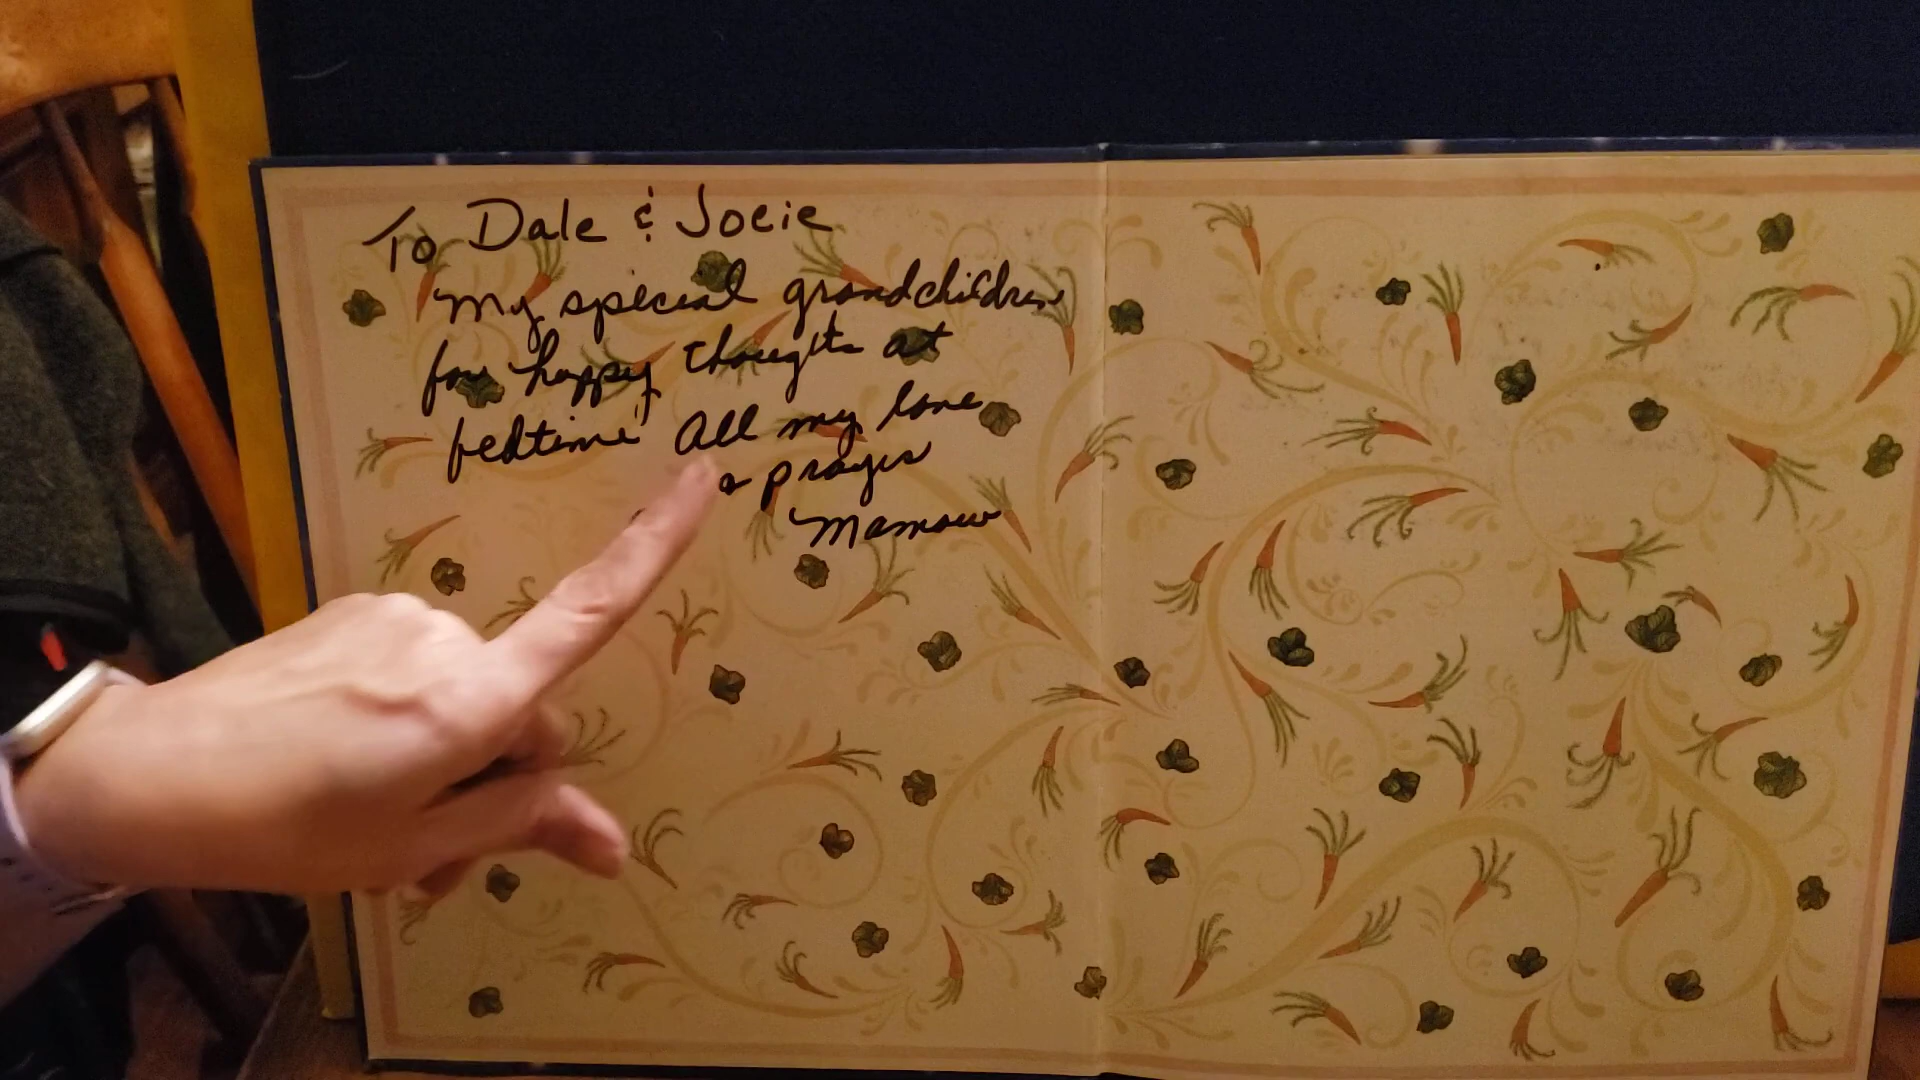 To Dale & Jocie
My special grandchildren
for happy thoughts at
bedtime All my love
& prayers
Mamaw